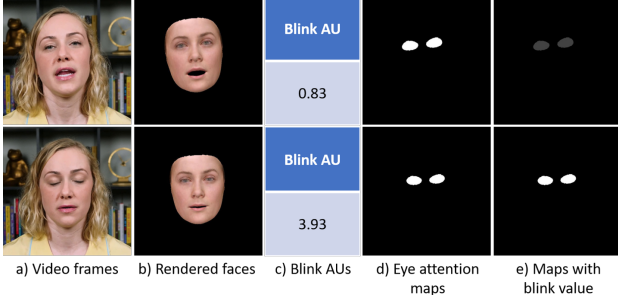 Blink AU
0.83
Blink AU
3.93
a) Video frames
b) Rendered faces
c) Blink AUs
d) Eye attention
maps
e) Maps with
blink value